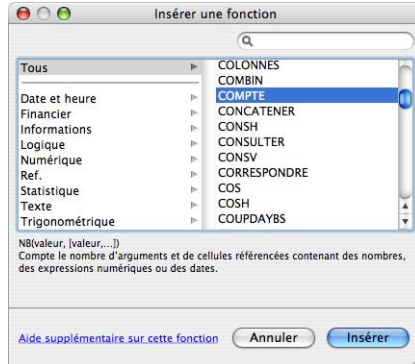 Insérer une fonction
Tous
Date et heure
Financier
Informations
Logique
Numérique
Ref.
Statistique
Texte
Trigonométrique
COLONNES
COMBIN
COMPTE
CONCATENER
CONSH
CONSULTER
CONSV
CORRESPONDRE
COS
COSH
COUPDAYBS
NB(valeur, [valeur,...])
Compte le nombre d'arguments et de cellules référencées contenant des nombres,
des expressions numériques ou des dates.
Aide supplémentaire sur cette fonction
Annuler
Insérer